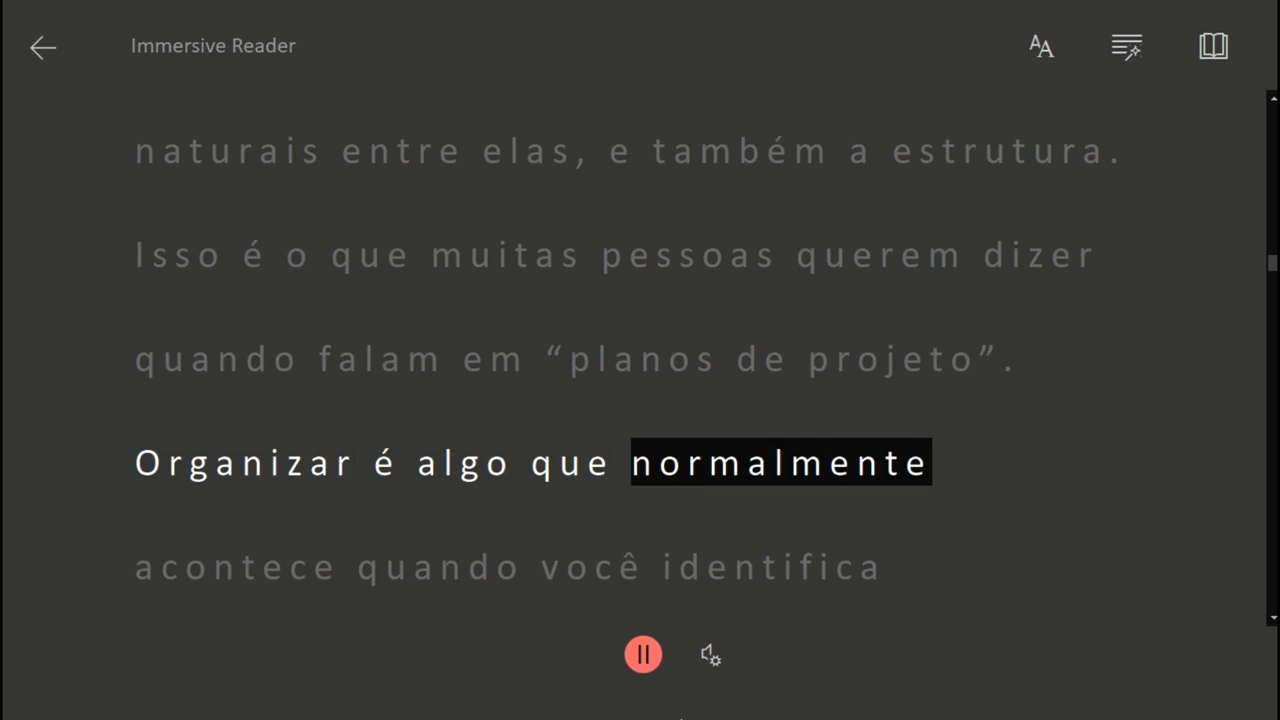 Immersive Reader
naturais entre elas, e também a estrutura.
Isso é o que muitas pessoas querem dizer
quando falam em “planos de projeto”.
Organizar é algo que normalmente
acontece quando você identifica